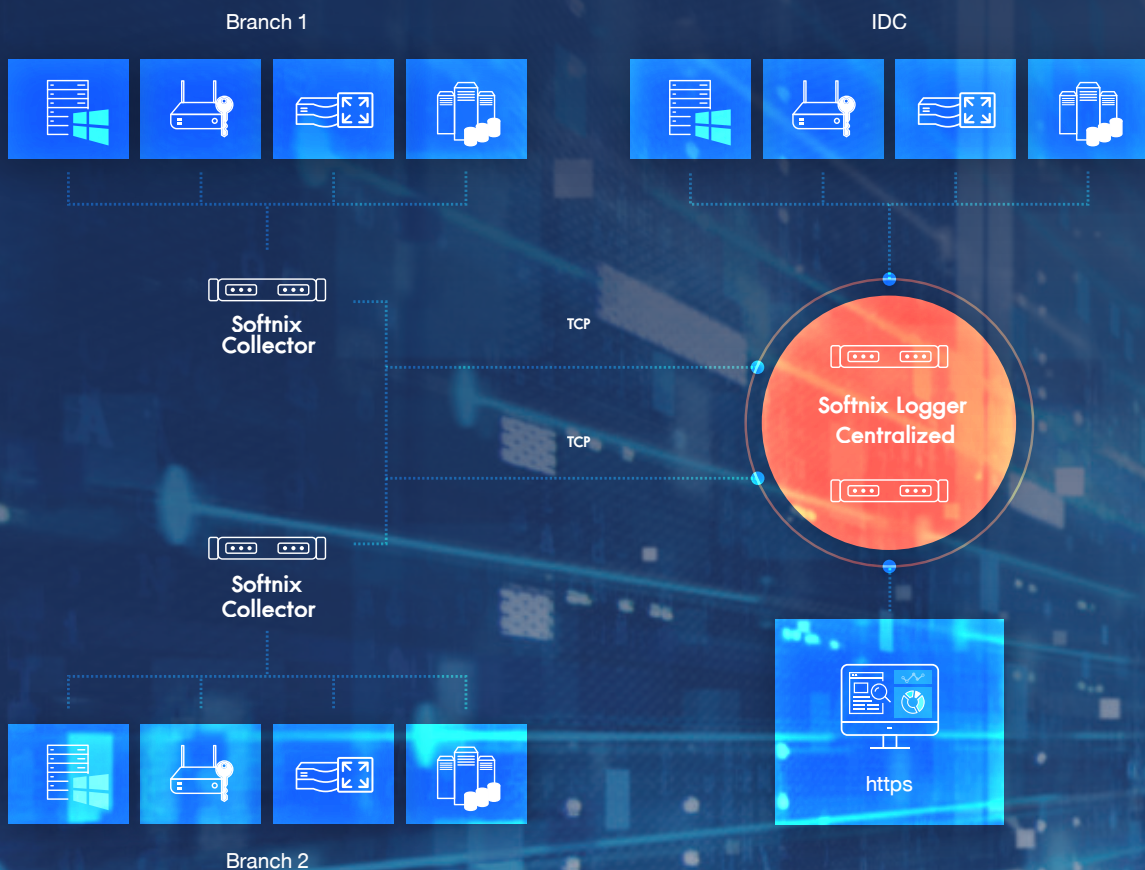 Branch 1
IDC
Softnix
Collector
TCP
Softnix Logger
Centralized
TCP
Softnix
Collector
https
Branch 2